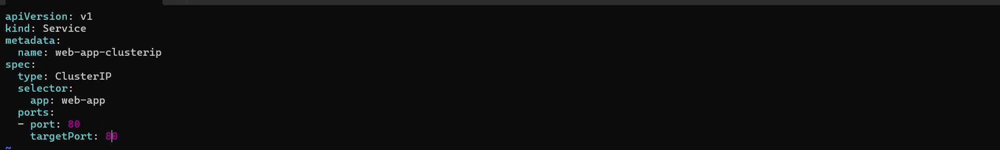 apiVersion: v1
kind: Service
metadata:
  name: web-app-clusterip
spec:
  type: ClusterIP
  selector:
    app: web-app
  ports:
  - port: 80
    targetPort: 80
~